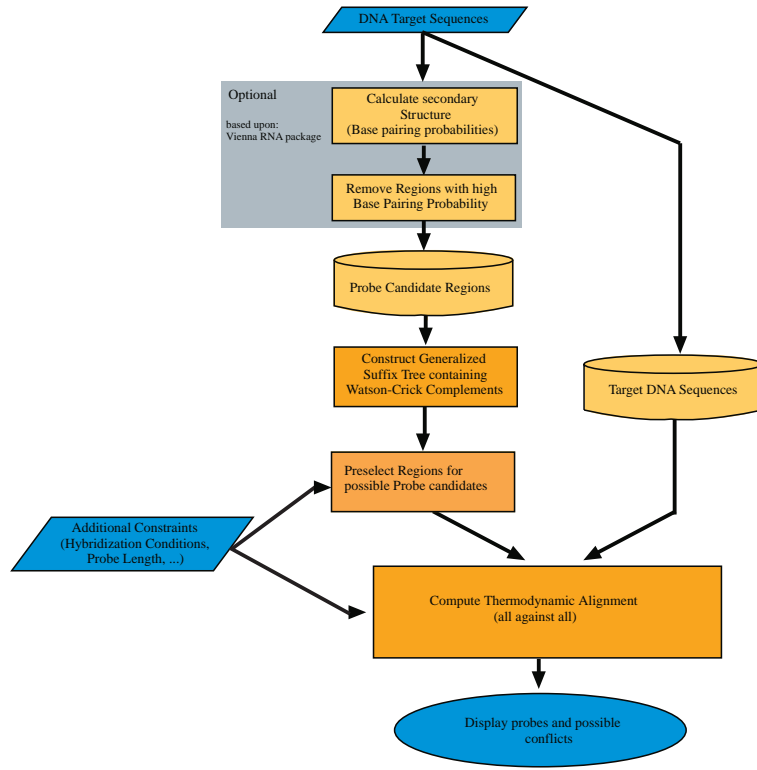 DNA Target Sequences
Optional
based upon:
Vienna RNA package
Calculate secondary
Structure
(Base pairing probabilities)
Remove Regions with high
Base Pairing Probability
Probe Candidate Regions
Construct Generalized
Suffix Tree containing
Watson-Crick Complements
Target DNA Sequences
Preselect Regions for
possible Probe candidates
Additional Constraints
(Hybridization Conditions,
Probe Length, ...)
Compute Thermodynamic Alignment
(all against all)
Display probes and possible
conflicts